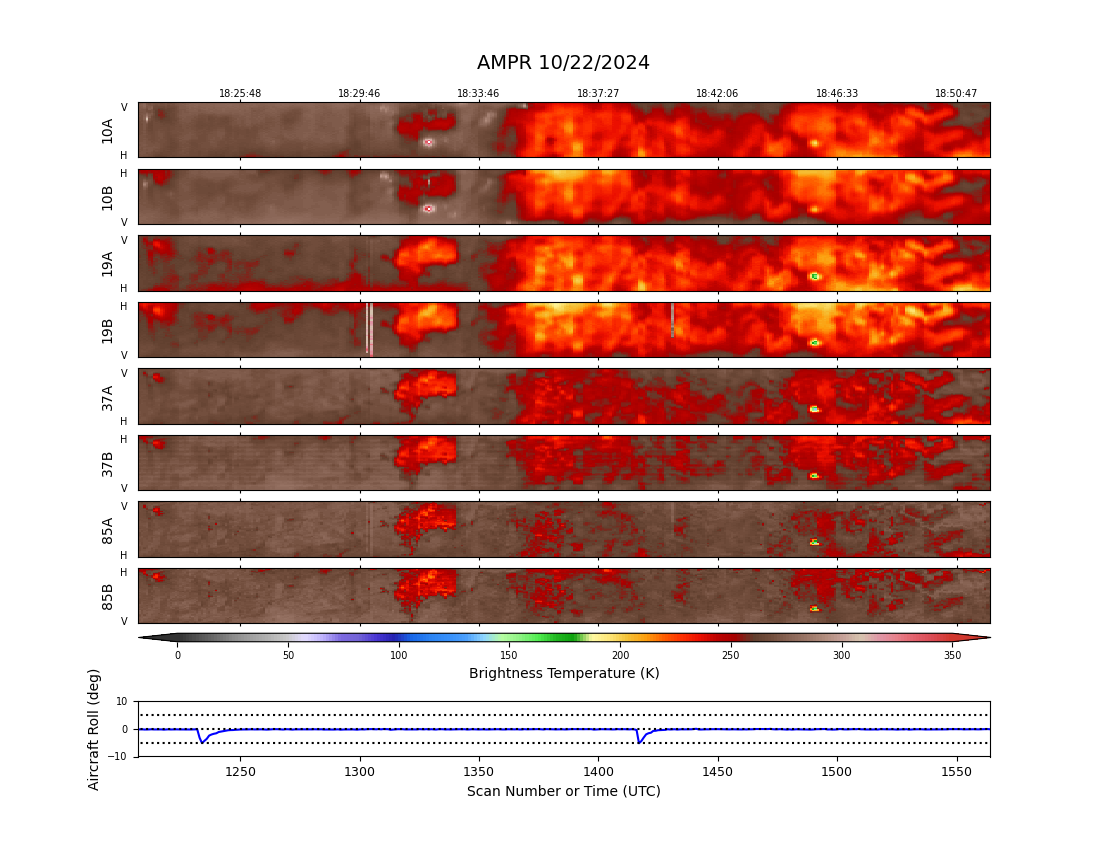 AMPR 10/22/2024
18:25:48 18:29:46 18:33:46 18:37:27 18:42:06 18:46:33 18:50:47
V
10A
H
H
10B
V
V
19A
H
H
19B
V
V
37A
H
H
37B
V
V
85A
H
H
85B
V
0 50 100 150 200 250 300 350
Brightness Temperature (K)
Aircraft Roll (deg)
10
0
−10
1250 1300 1350 1400 1450 1500 1550
Scan Number or Time (UTC)